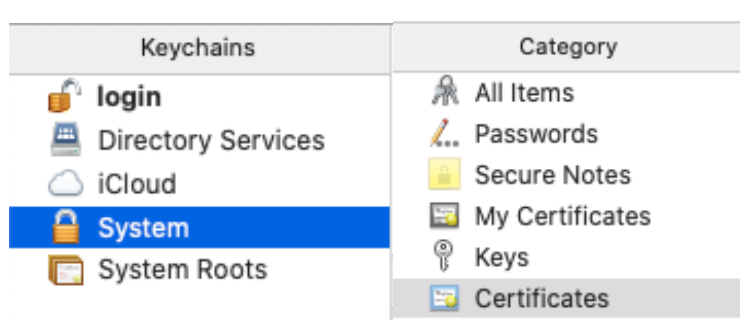 Keychains
login
Directory Services
iCloud
System
System Roots
Category
All Items
Passwords
Secure Notes
My Certificates
Keys
Certificates